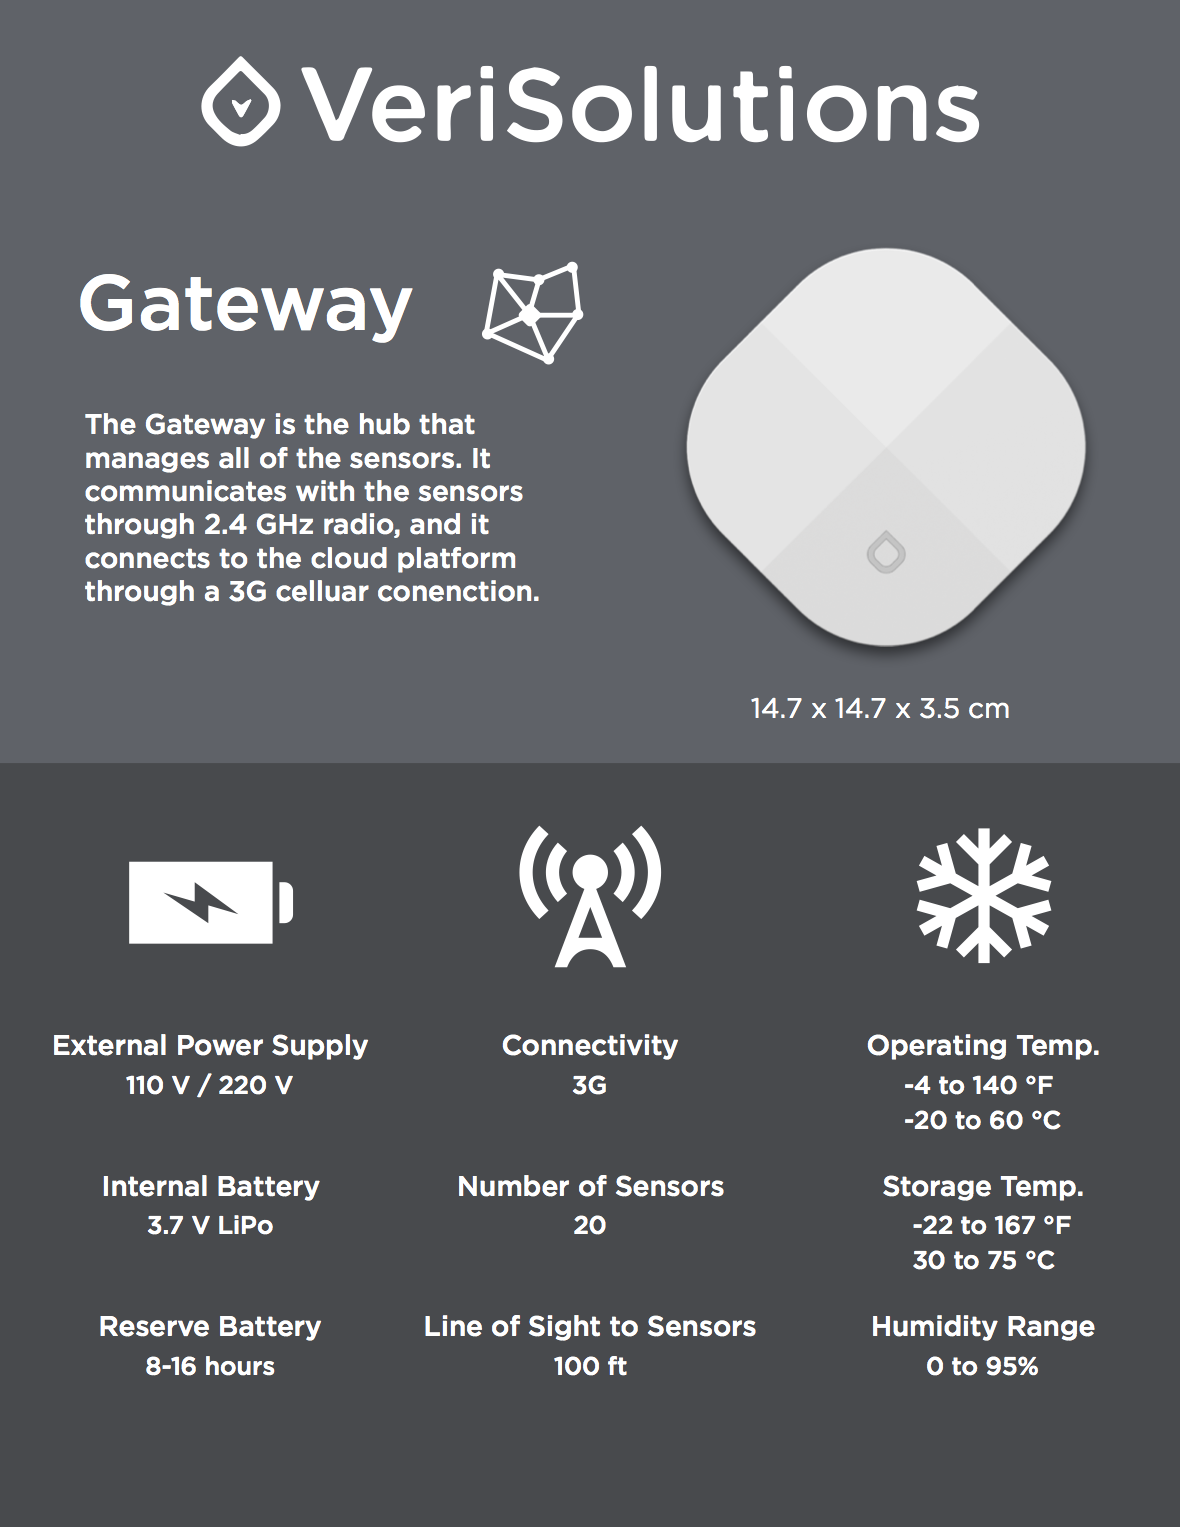 VeriSolutions
Gateway
The Gateway is the hub that
manages all of the sensors. It
communicates with the sensors
through 2.4 GHz radio, and it
connects to the cloud platform
through a 3G celluar conenction.
14.7 x 14.7 x 3.5 cm
External Power Supply
110 V / 220 V
Internal Battery
3.7 V LiPo
Reserve Battery
8-16 hours
Connectivity
3G
Number of Sensors
20
Line of Sight to Sensors
100 ft
Operating Temp.
-4 to 140 °F
-20 to 60 °C
Storage Temp.
-22 to 167 °F
30 to 75 °C
Humidity Range
0 to 95%